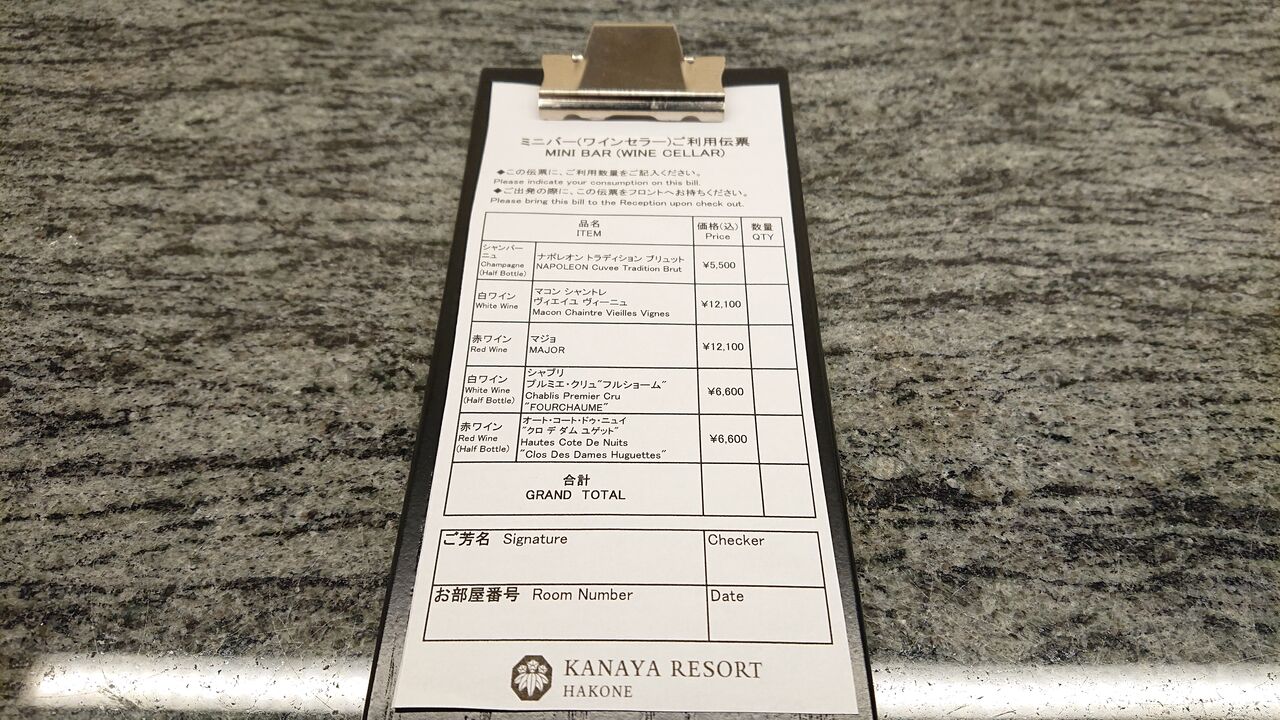 ミニバー(ワインセラー)ご利用伝票
MINI BAR (WINE CELLAR)
◆この伝票に、ご利用数量をご記入ください。
Please indicate your consumption on this bill.
◆ご出発の際に、この伝票をフロントへお持ちください。
Please bring this bill to the Reception upon check out.
品名
ITEM
価格(込)
Price
数量
QTY
シャンパー
ニュ
Champagne
(Half Bottle)
ナポレオン トラディション ブリュット
NAPOLEON Cuvee Tradition Brut
¥5,500
白ワイン
White Wine
マコン シャントレ
ヴィエイユ ヴィーニュ
Macon Chaintre Vieilles Vignes
¥12,100
赤ワイン
Red Wine
マジョ
MAJOR
¥12,100
白ワイン
White Wine
(Half Bottle)
シャブリ
プルミエ・クリュ"フルショーム"
Chablis Premier Cru
"FOURCHAUME"
¥6,600
赤ワイン
Red Wine
(Half Bottle)
オート・コート・ドゥ・ニュイ
"クロ デ ダム ユゲット"
Hautes Cote De Nuits
"Clos Des Dames Huguettes"
¥6,600
合計
GRAND TOTAL
ご芳名 Signature
Checker
お部屋番号 Room Number
Date
KANAYA RESORT
HAKONE